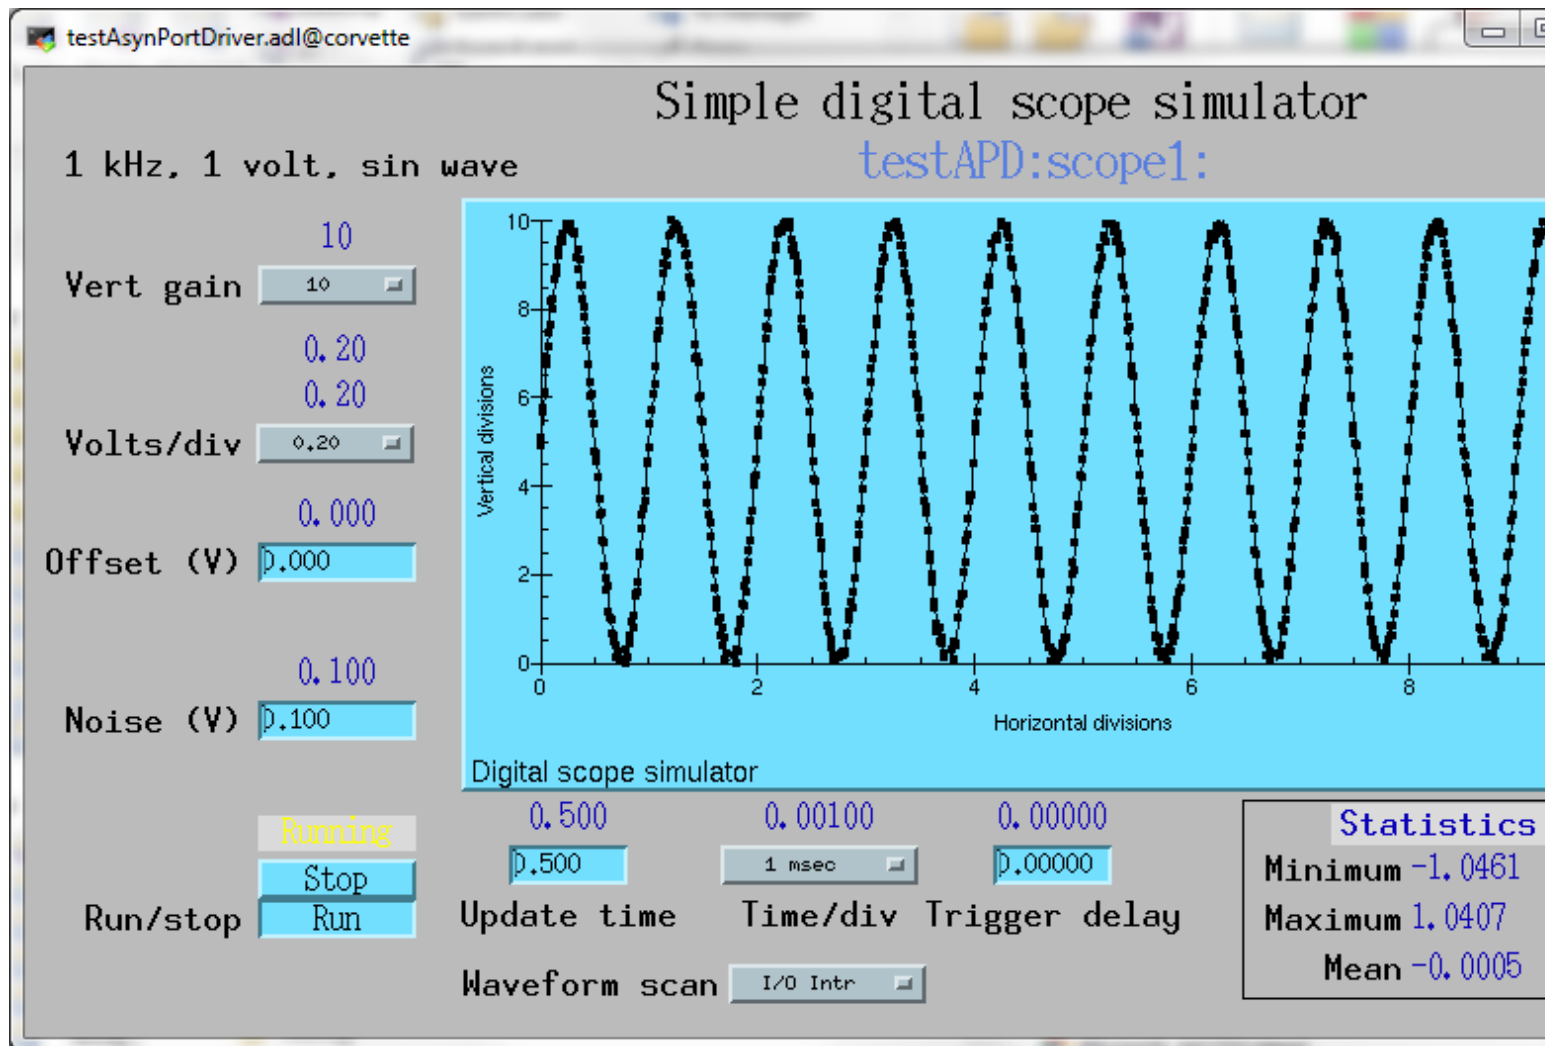 testAsynPortDriver.adl@corvette
Simple digital scope simulator
1 kHz, 1 volt, sin wave
testAPD:scope1:
10
Vert gain 10
0.20
0.20
Volts/div 0.20
0.000
Offset (V) 0.000
0.100
Noise (V) 0.100
10
8
6
4
2
0
Vertical divisions
0 2 4 6 8
Horizontal divisions
Digital scope simulator
Running
Stop
Run/stop Run
0.500 0.00100 0.00000
0.500 1 msec 0.00000
Update time Time/div Trigger delay
Waveform scan I/O Intr
Statistics
Minimum -1.0461
Maximum 1.0407
Mean -0.0005